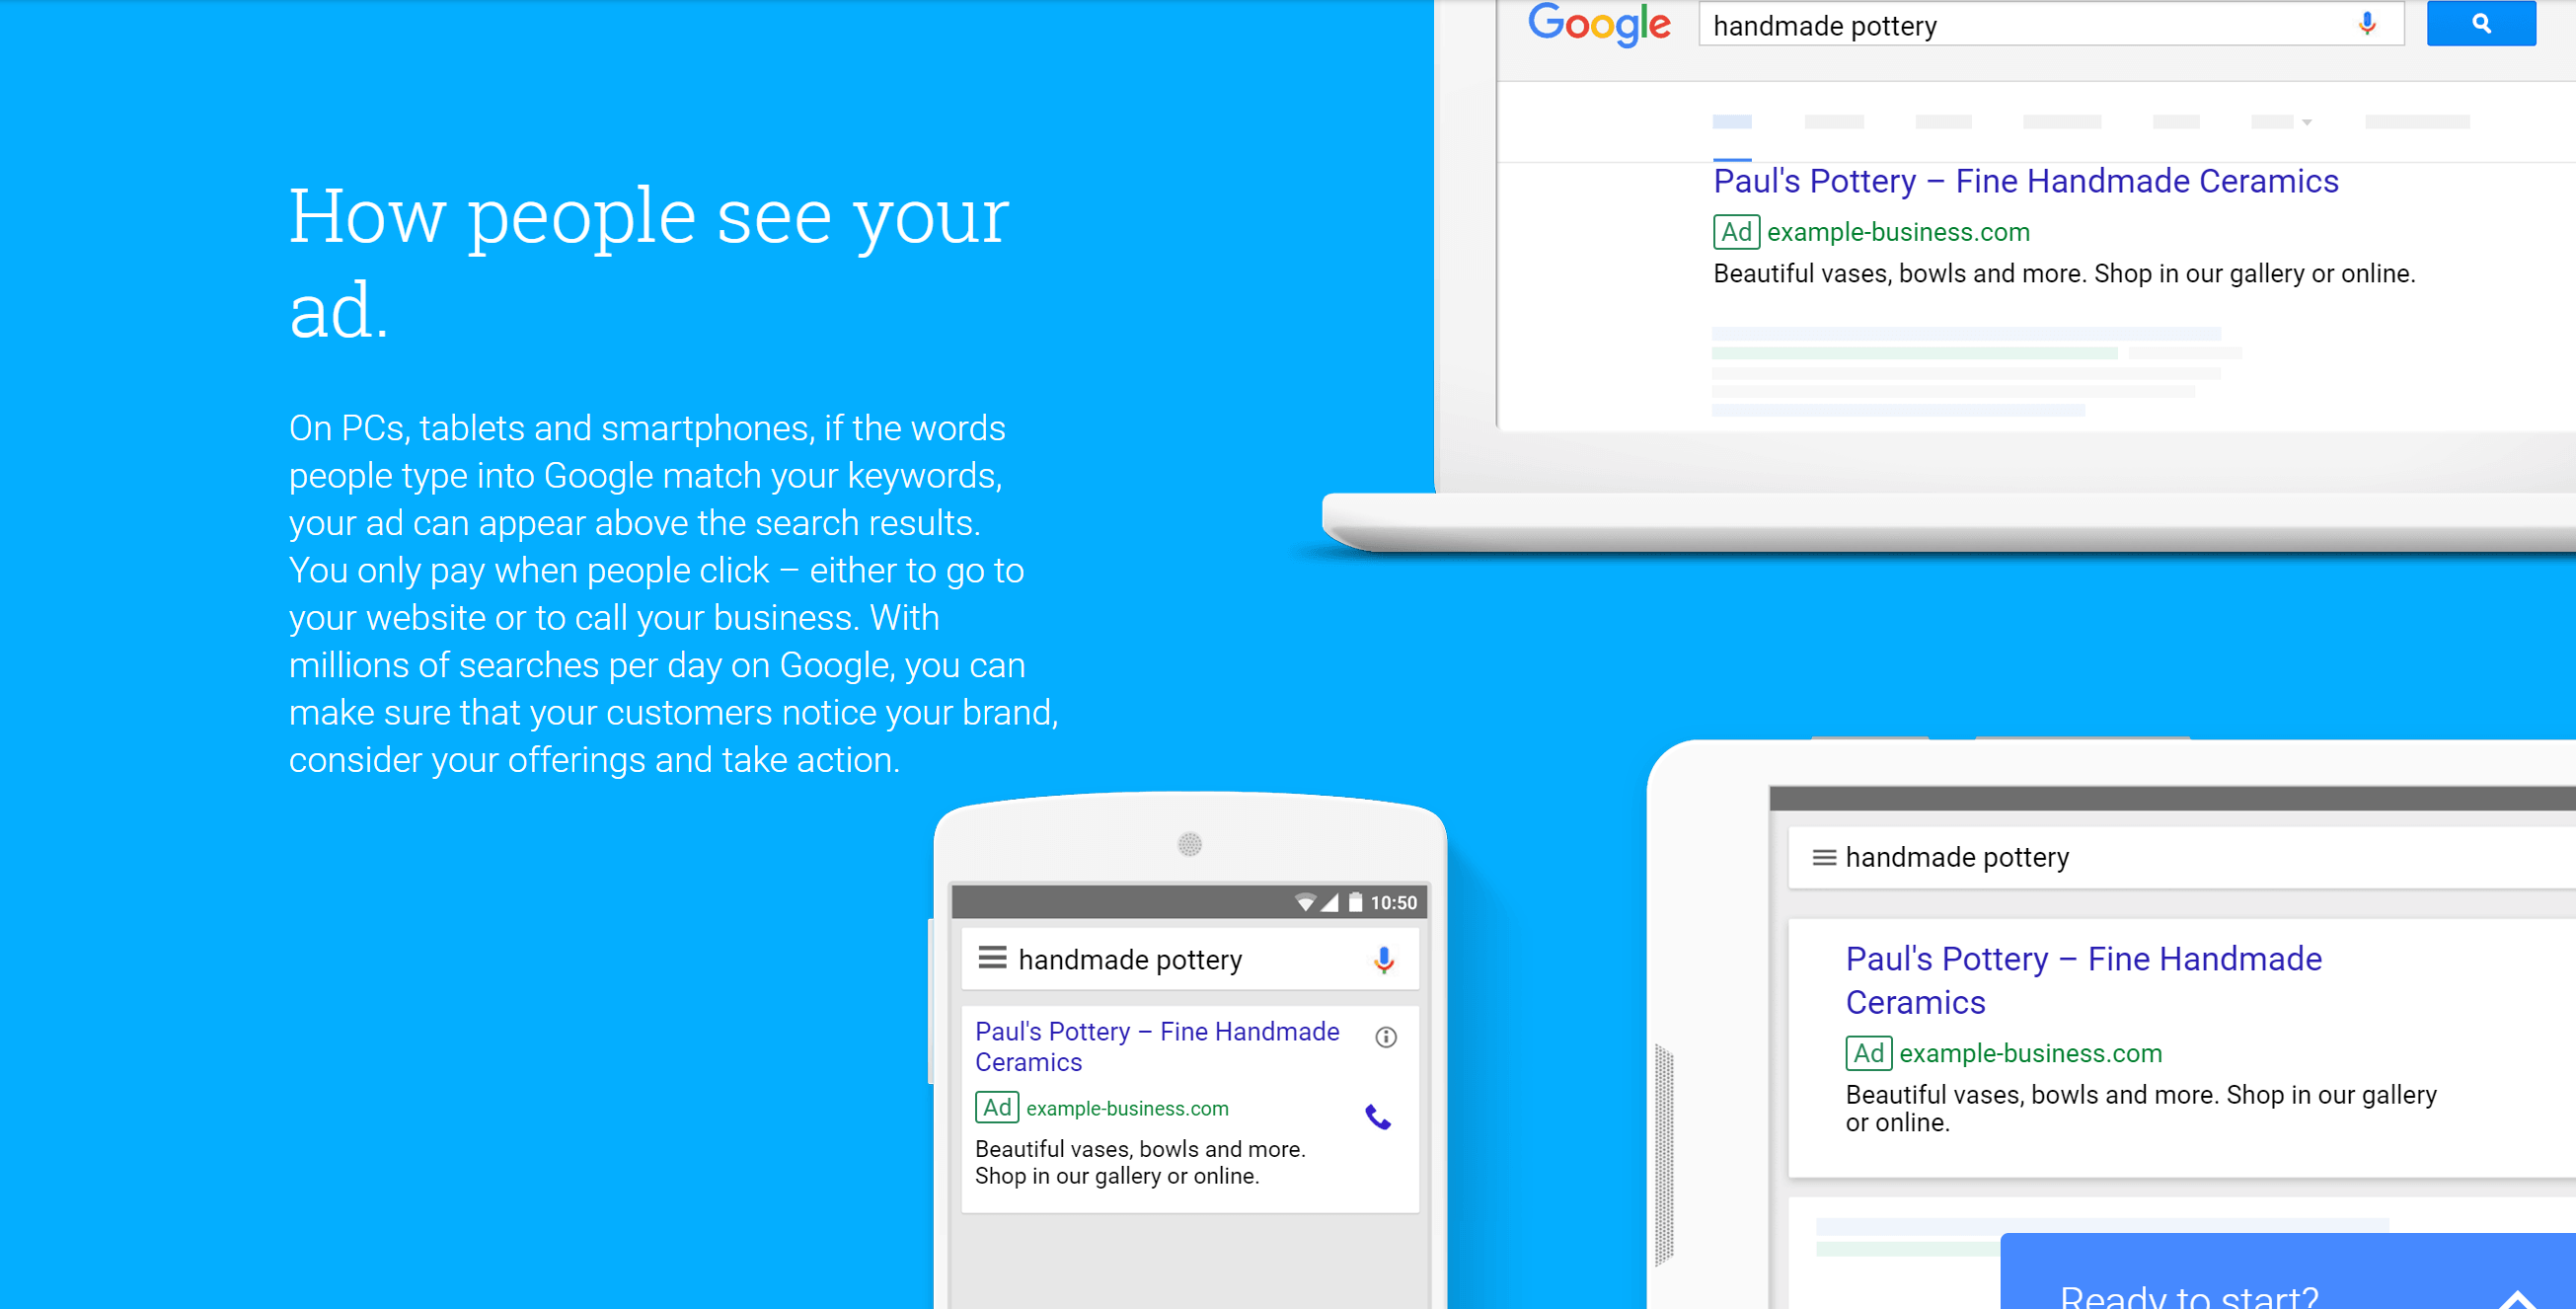 Google
handmade pottery
Paul's Pottery – Fine Handmade Ceramics
Ad example-business.com
Beautiful vases, bowls and more. Shop in our gallery or online.
How people see your
ad.
On PCs, tablets and smartphones, if the words
people type into Google match your keywords,
your ad can appear above the search results.
You only pay when people click – either to go to
your website or to call your business. With
millions of searches per day on Google, you can
make sure that your customers notice your brand,
consider your offerings and take action.
10:50
handmade pottery
Paul's Pottery – Fine Handmade
Ceramics
Ad example-business.com
Beautiful vases, bowls and more.
Shop in our gallery or online.
handmade pottery
Paul's Pottery – Fine Handmade
Ceramics
Ad example-business.com
Beautiful vases, bowls and more. Shop in our gallery
or online.
Ready to start?